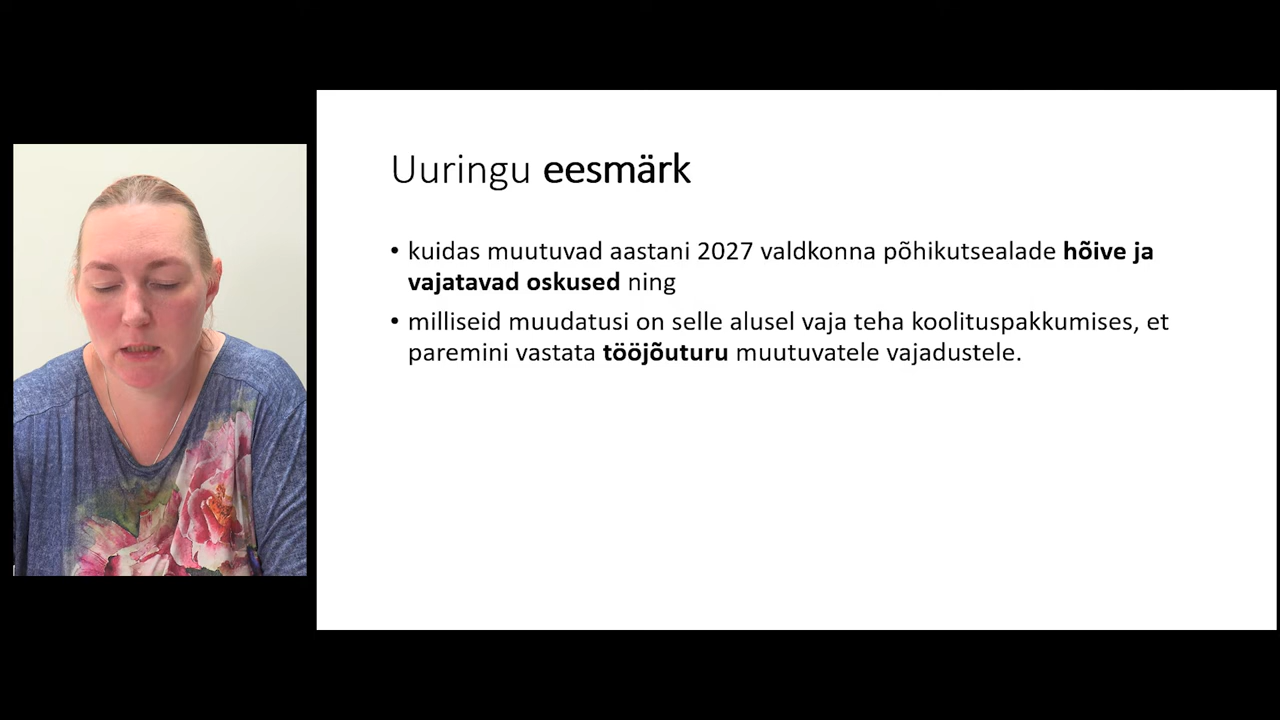 Uuringu eesmärk
• kuidas muutuvad aastani 2027 valdkonna põhikutsealade hõive ja
vajatavad oskused ning
• milliseid muudatusi on selle alusel vaja teha koolituspakkumises, et
paremini vastata tööjõuturu muutuvatele vajadustele.